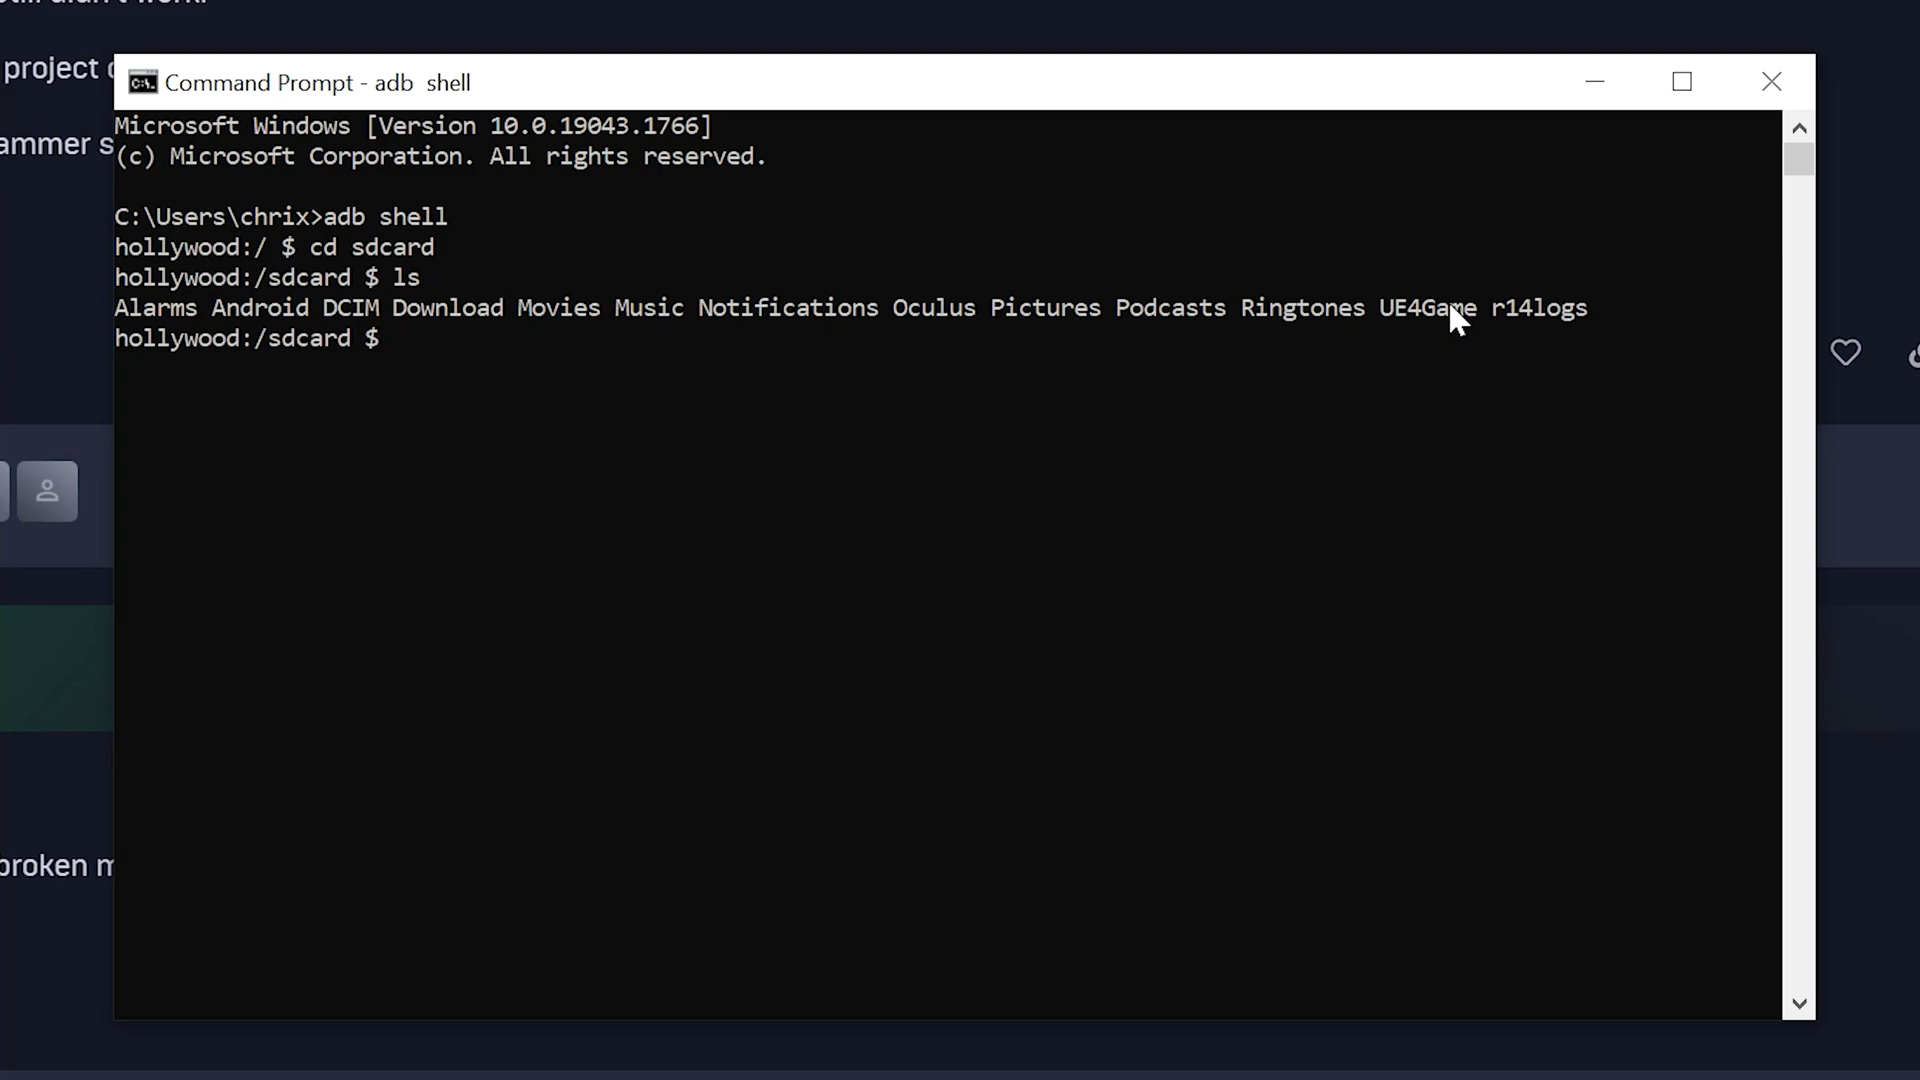 project
Command Prompt - adb  shell
Microsoft Windows [Version 10.0.19043.1766]
ammer s
(c) Microsoft Corporation. All rights reserved.
C:\Users\chrix>adb shell
hollywood:/ $ cd sdcard
hollywood:/sdcard $ ls
Alarms Android DCIM Download Movies Music Notifications Oculus Pictures Podcasts Ringtones UE4Game r14logs
hollywood:/sdcard $
broken m